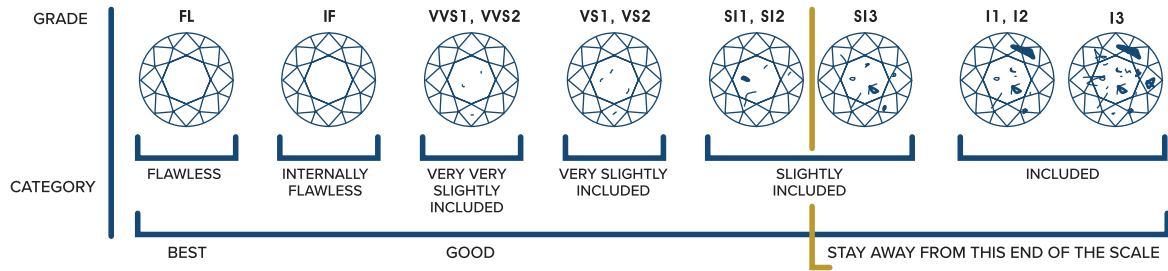 GRADE
FL
IF
VVS1, VVS2
VS1, VS2
SI1, SI2
SI3
I1, I2
I3
CATEGORY
FLAWLESS
INTERNALLY
FLAWLESS
VERY VERY
SLIGHTLY
INCLUDED
VERY SLIGHTLY
INCLUDED
SLIGHTLY
INCLUDED
INCLUDED
BEST
GOOD
STAY AWAY FROM THIS END OF THE SCALE